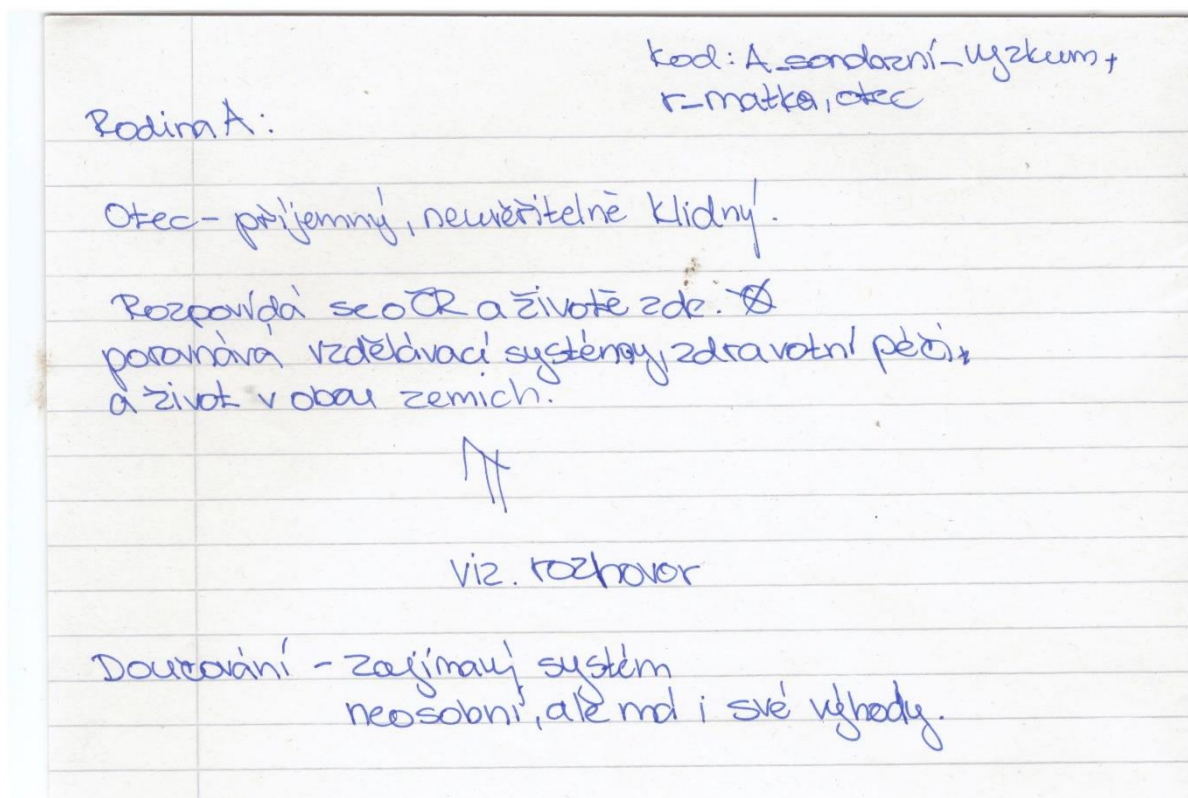 kod: A_sondazní_vyzkum,
r_matka, otec
Rodina A:
Otec - příjemný, neuvěřitelně klidný.
Rozpovídá se o ČR a životě zde.
porovnává vzdělávací systémy, zdravotní péči,
a život v obou zemích.
viz. rozhovor
Doučování - zajímavý systém
neosobní, ale má i své výhody.